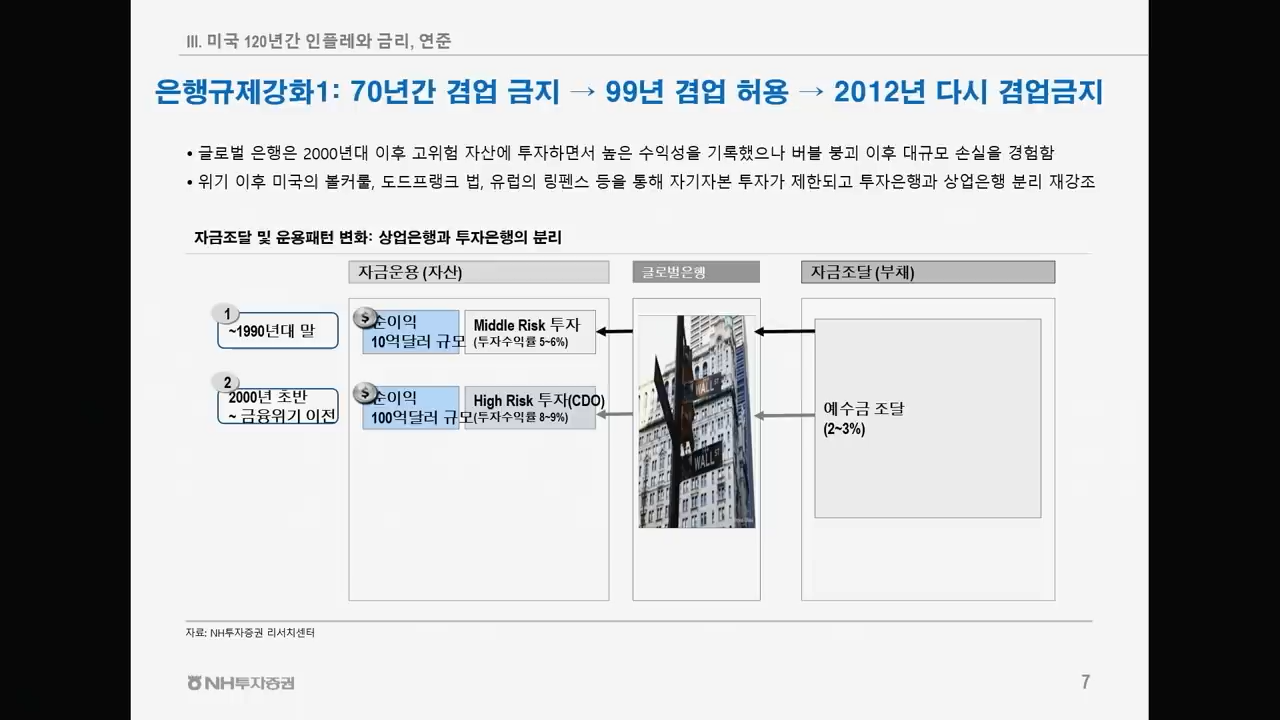 III. 미국 120년간 인플레와 금리, 연준
은행규제강화1: 70년간 겸업 금지 → 99년 겸업 허용 → 2012년 다시 겸업금지
• 글로벌 은행은 2000년대 이후 고위험 자산에 투자하면서 높은 수익성을 기록했으나 버블 붕괴 이후 대규모 손실을 경험함
• 위기 이후 미국의 볼커룰, 도드프랭크 법, 유럽의 링펜스 등을 통해 자기자본 투자가 제한되고 투자은행과 상업은행 분리 재강조
자금조달 및 운용패턴 변화: 상업은행과 투자은행의 분리
자금운용 (자산)
글로벌은행
자금조달 (부채)
1
~1990년대 말
$
순이익
10억달러 규모
Middle Risk 투자
(투자수익률 5~6%)
2
2000년 초반
~ 금융위기 이전
$
순이익
100억달러 규모
High Risk 투자(CDO)
(투자수익률 8~9%)
WALL ST
WALL ST
예수금 조달
(2~3%)
자료: NH투자증권 리서치센터
NH투자증권
7